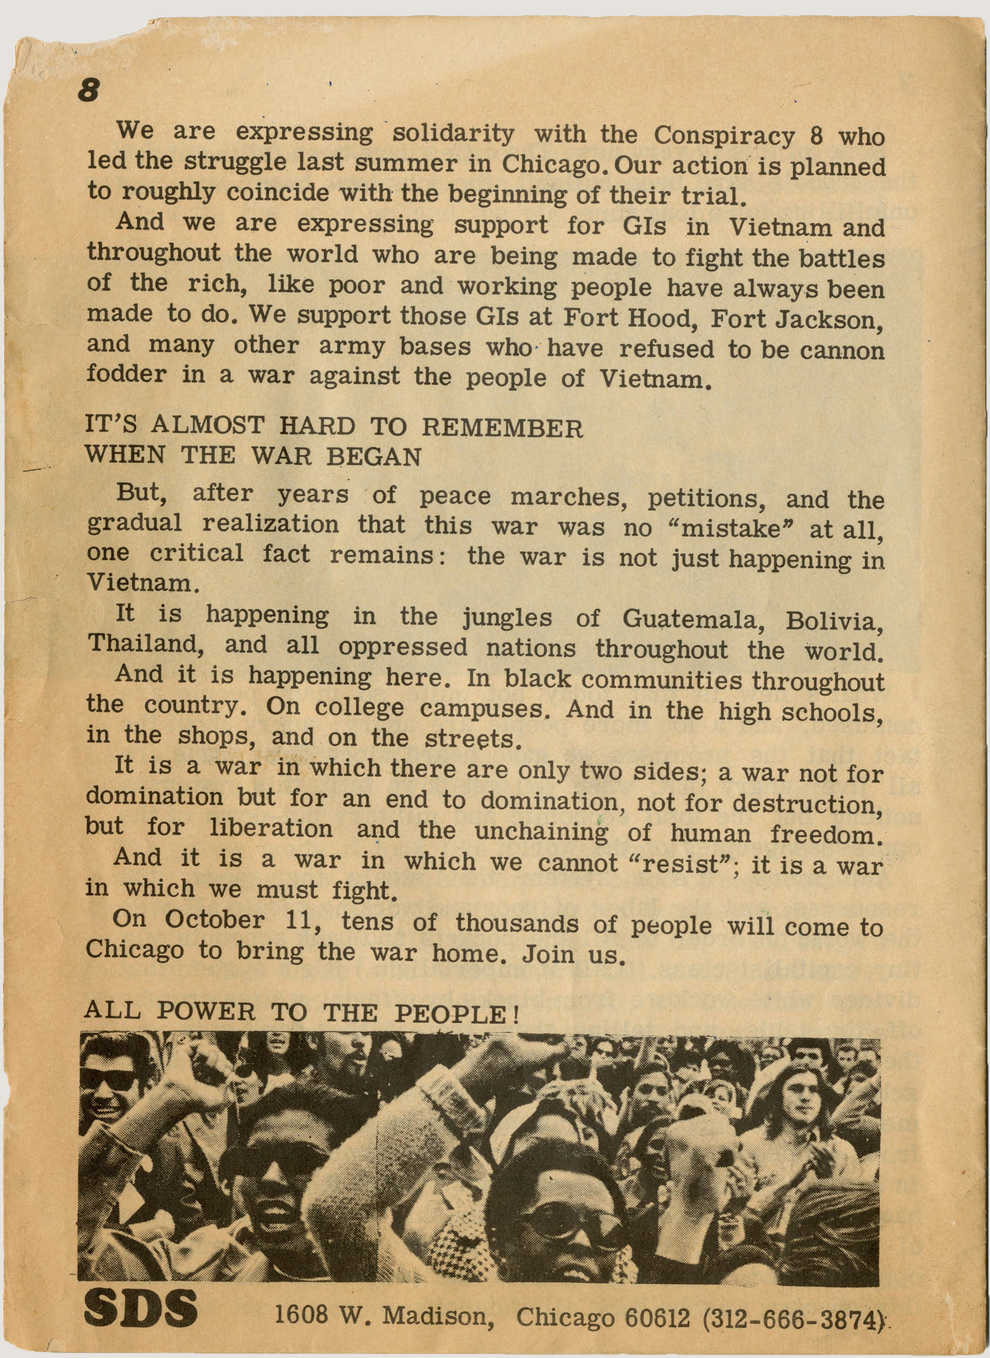 8
We are expressing solidarity with the Conspiracy 8 who
led the struggle last summer in Chicago. Our action is planned
to roughly coincide with the beginning of their trial.
And we are expressing support for GIs in Vietnam and
throughout the world who are being made to fight the battles
of the rich, like poor and working people have always been
made to do. We support those GIs at Fort Hood, Fort Jackson,
and many other army bases who have refused to be cannon
fodder in a war against the people of Vietnam.
IT'S ALMOST HARD TO REMEMBER
WHEN THE WAR BEGAN
But, after years of peace marches, petitions, and the
gradual realization that this war was no “mistake” at all,
one critical fact remains: the war is not just happening in
Vietnam.
It is happening in the jungles of Guatemala, Bolivia,
Thailand, and all oppressed nations throughout the world.
And it is happening here. In black communities throughout
the country. On college campuses. And in the high schools,
in the shops, and on the streets.
It is a war in which there are only two sides; a war not for
domination but for an end to domination, not for destruction,
but for liberation and the unchaining of human freedom.
And it is a war in which we cannot “resist”; it is a war
in which we must fight.
On October 11, tens of thousands of people will come to
Chicago to bring the war home. Join us.
ALL POWER TO THE PEOPLE!
SDS 1608 W. Madison, Chicago 60612 (312-666-3874).